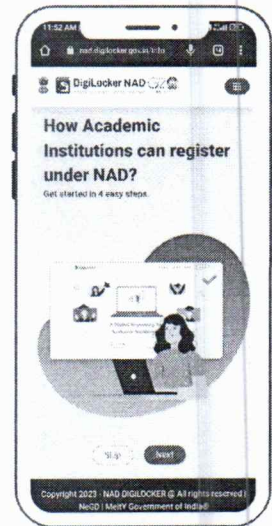 11:52 AM
nad.digilocker.gov.in/info
DigiLocker NAD
How Academic
Institutions can register
under NAD?
Get started in 4 easy steps.
Skip
Next
Copyright 2023 - NAD DIGILOCKER @ All rights reserved |
NeGD | MeitY Government of India®